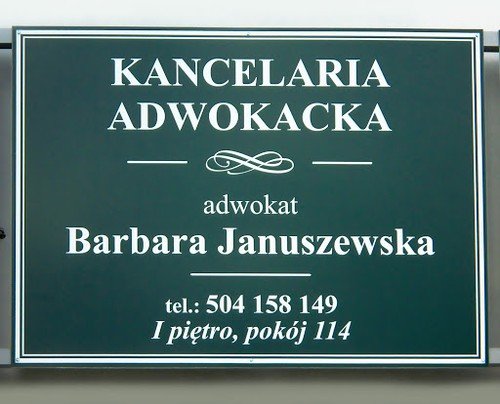 KANCELARIA
ADWOKACKA
adwokat
Barbara Januszewska
tel.: 504 158 149
I piętro, pokój 114